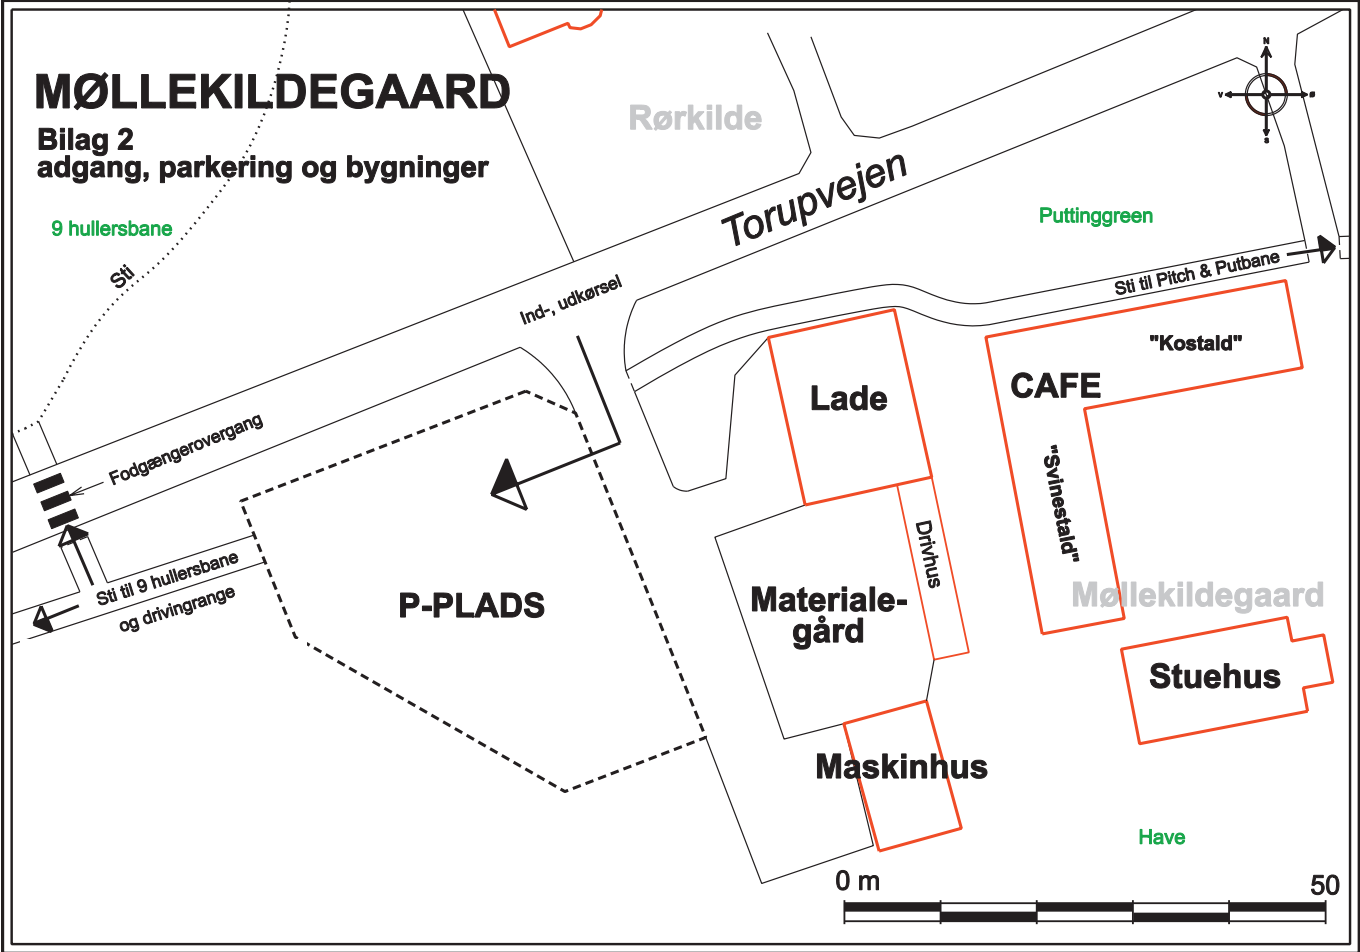 MØLLEKILDEGAARD
Bilag 2
adgang, parkering og bygninger
9 hullersbane
Sti
Rørkilde
Torupvejen
N
V
Ø
S
Puttinggreen
Sti til Pitch & Putbane
Ind-, udkørsel
"Kostald"
CAFE
Lade
Fodgængerovergang
"Svinestald"
Drivhus
Sti til 9 hullersbane
og drivingrange
P-PLADS
Materiale-
gård
Møllekildegaard
Stuehus
Maskinhus
Have
0 m
50